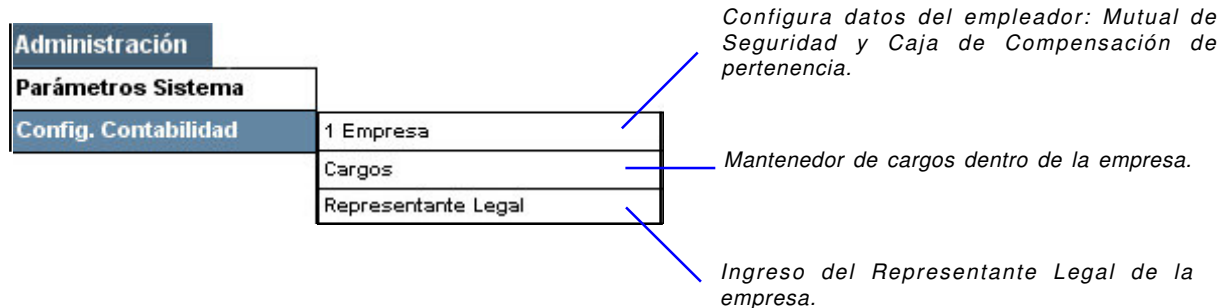 Configura datos del empleador: Mutual de
Seguridad y Caja de Compensación de
pertenencia.
Administración
Parámetros Sistema
Config. Contabilidad
1 Empresa
Cargos
Mantenedor de cargos dentro de la empresa.
Representante Legal
Ingreso del Representante Legal de la
empresa.